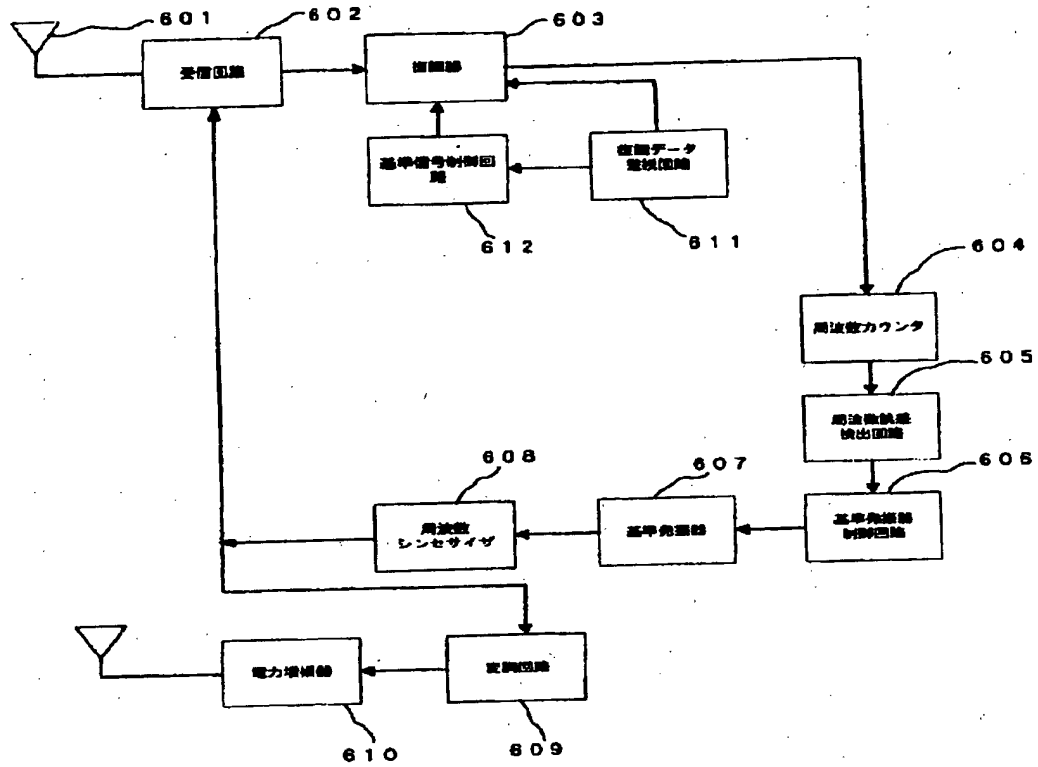 601
602
603
受信回路
復調器
基準信号制御回
路
復調データ
蓄積回路
612
611
604
周波数カウンタ
605
周波数誤差
検出回路
606
608
607
周波数
シンセサイザ
基準発振器
基準発振器
制御回路
電力増幅器
変調回路
610
609